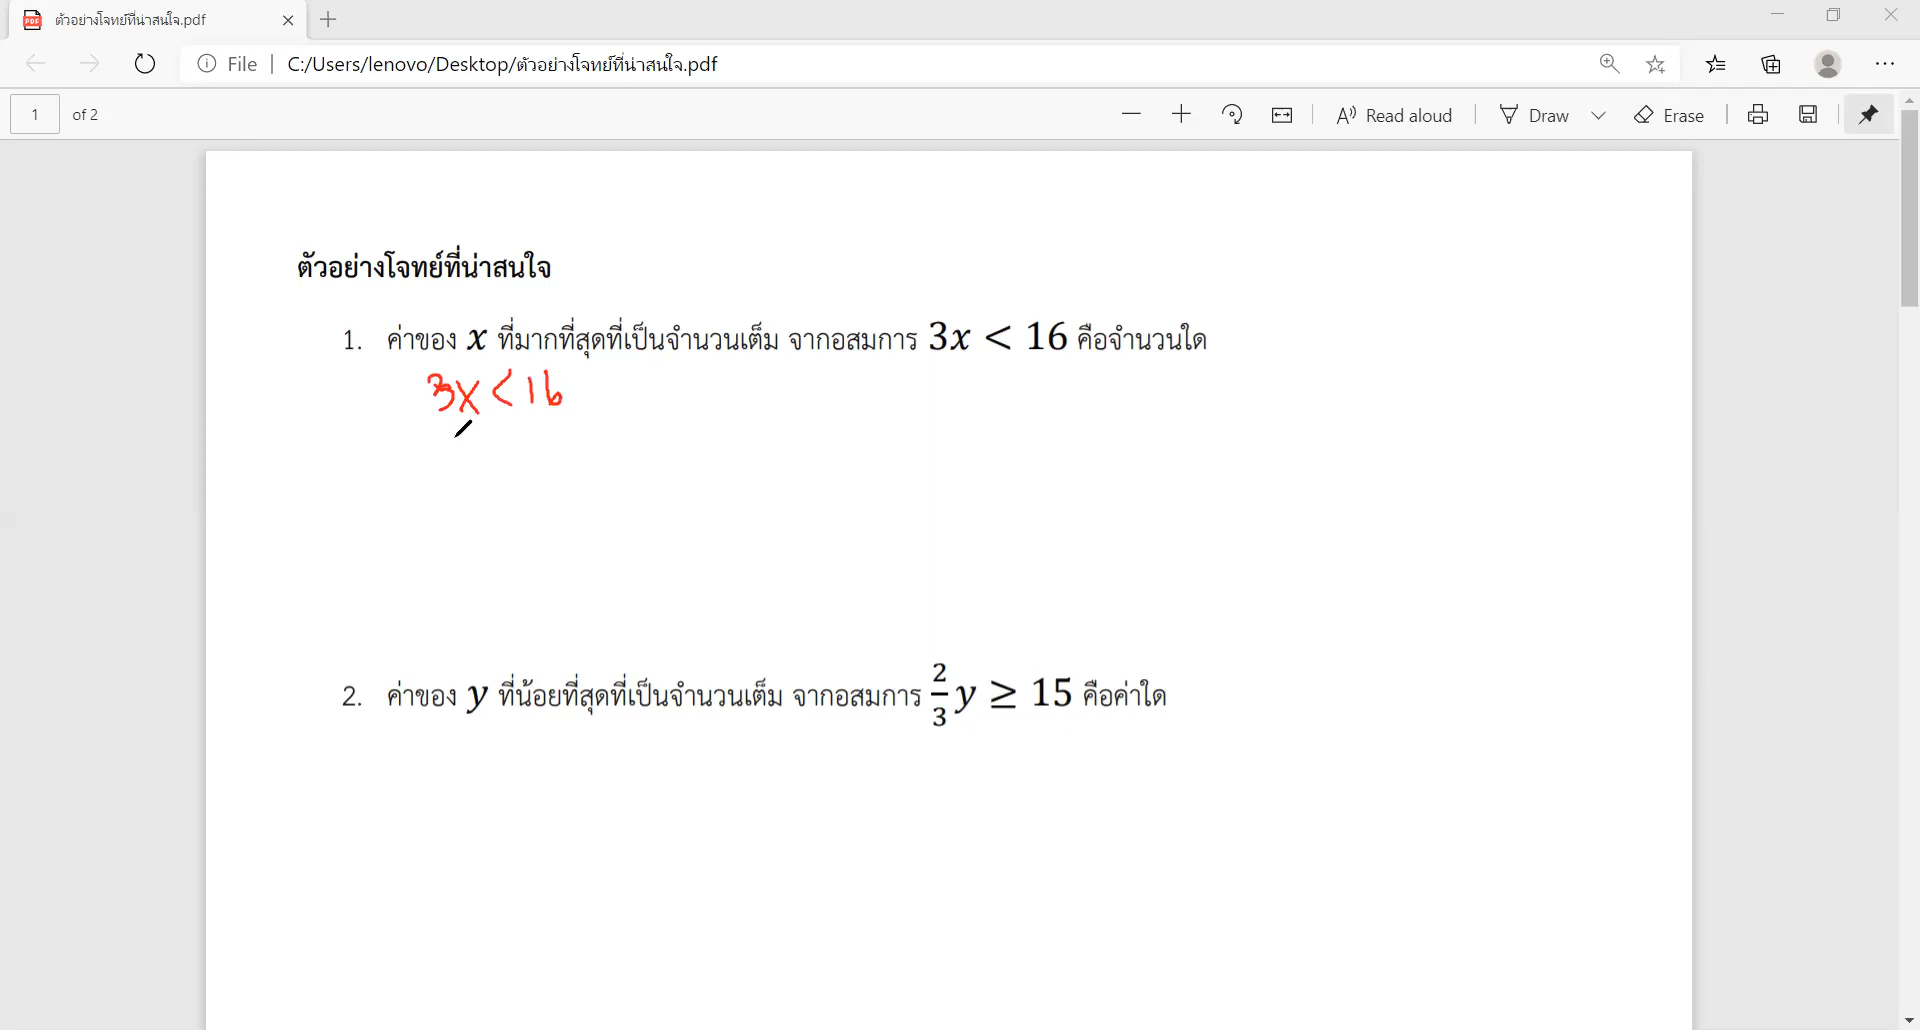 ตัวอย่างโจทย์ที่น่าสนใจ.pdf
File | C:/Users/lenovo/Desktop/ตัวอย่างโจทย์ที่น่าสนใจ.pdf
1 of 2 Read aloud Draw Erase
ตัวอย่างโจทย์ที่น่าสนใจ
1. ค่าของ x ที่มากที่สุดที่เป็นจำนวนเต็ม จากอสมการ 3x < 16 คือจำนวนใด
3x < 16
2. ค่าของ y ที่น้อยที่สุดที่เป็นจำนวนเต็ม จากอสมการ 2/3 y ≥ 15 คือค่าใด